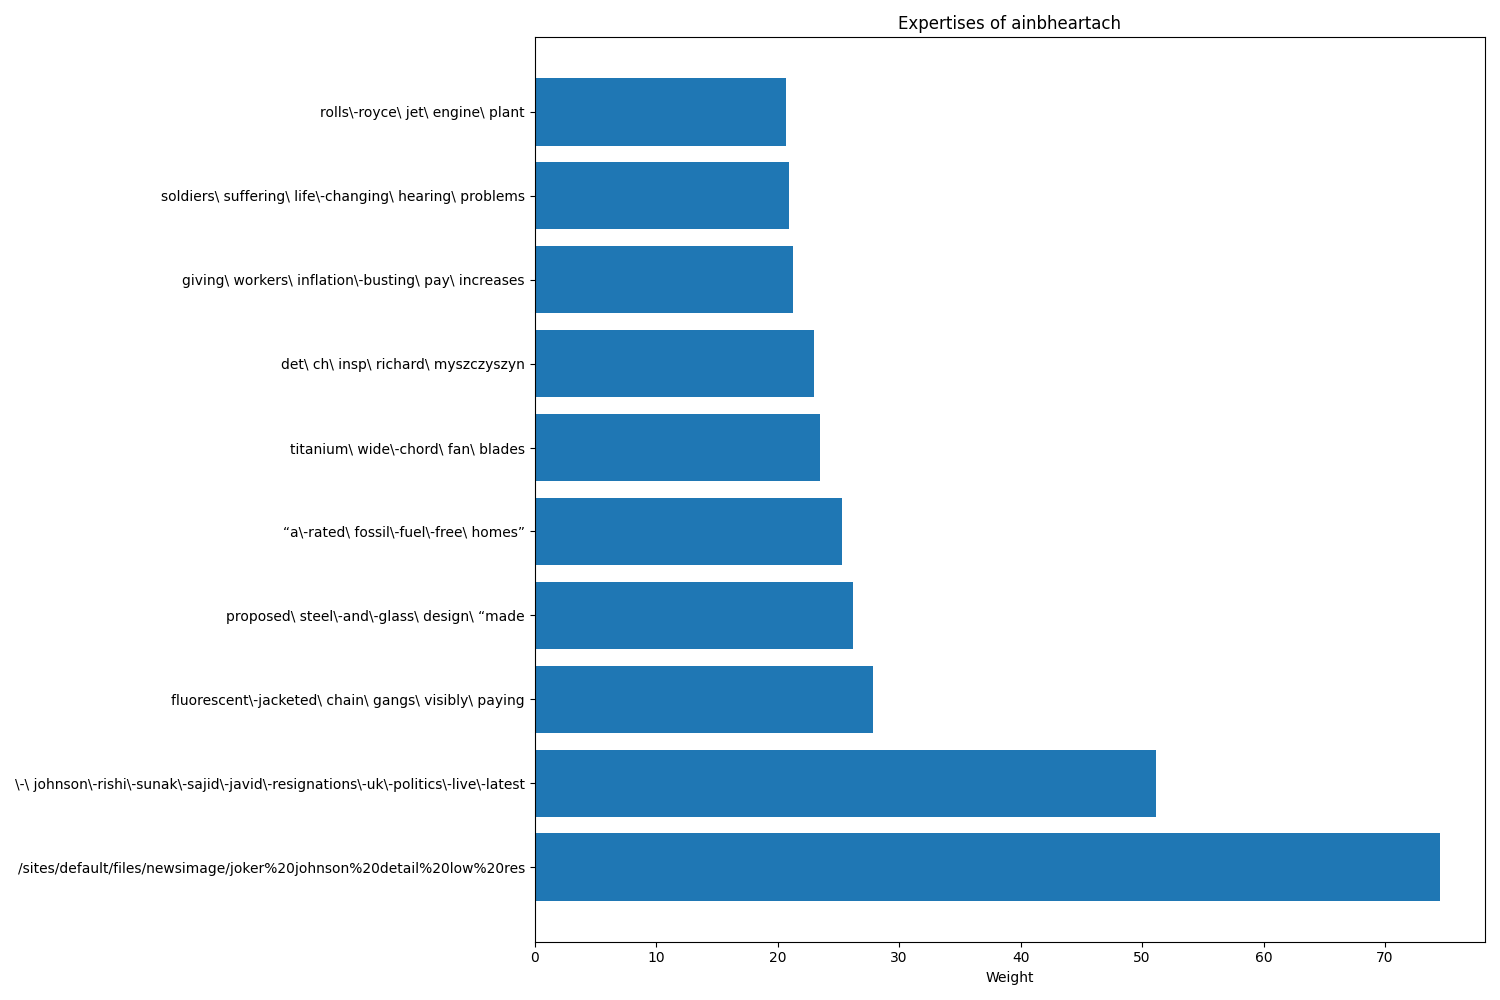 Expertises of ainbheartach
rolls\-royce\ jet\ engine\ plant
soldiers\ suffering\ life\-changing\ hearing\ problems
giving\ workers\ inflation\-busting\ pay\ increases
det\ ch\ insp\ richard\ myszczyszyn
titanium\ wide\-chord\ fan\ blades
“a\-rated\ fossil\-fuel\-free\ homes”
proposed\ steel\-and\-glass\ design\ “made
fluorescent\-jacketed\ chain\ gangs\ visibly\ paying
\-\ johnson\-rishi\-sunak\-sajid\-javid\-resignations\-uk\-politics\-live\-latest
/sites/default/files/newsimage/joker%20johnson%20detail%20low%20res
0 10 20 30 40 50 60 70
Weight